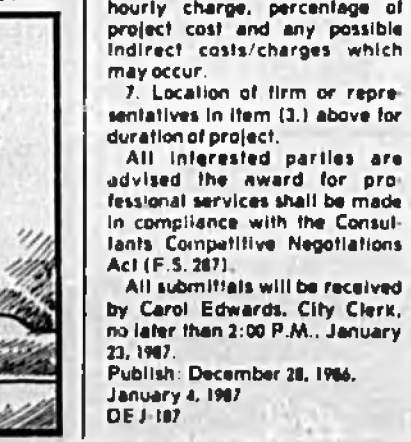 hourly charge, percentage of
project cost and any possible
indirect costs/charges which
may occur.
7. Location of firm or repre-
sentatives in item (3.) above for
duration of project.
All interested parties are
advised the award for pro-
fessional services shall be made
in compliance with the Consul-
tants Competitive Negotiations
Act (F.S. 287).
All submittals will be received
by Carol Edwards, City Clerk,
no later than 2:00 P.M., January
23, 1987.
Publish: December 28, 1986,
January 4, 1987
DEJ-187